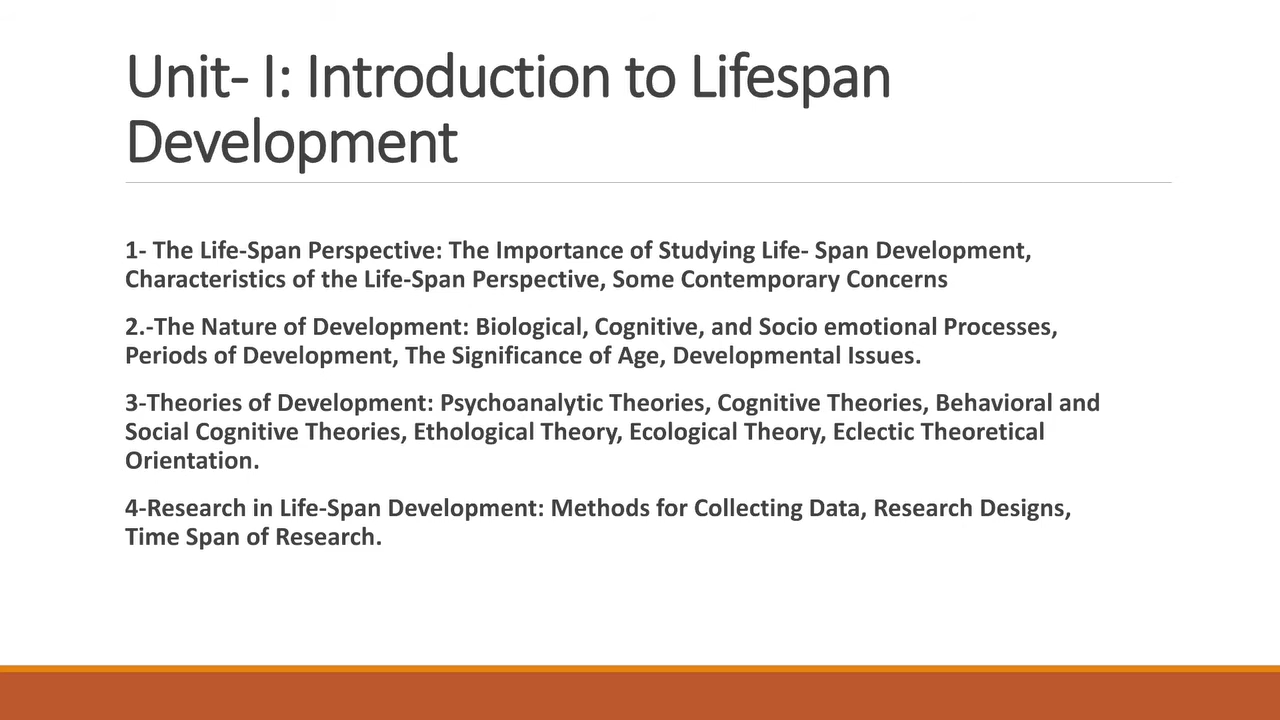 Unit- I: Introduction to Lifespan
Development
1- The Life-Span Perspective: The Importance of Studying Life- Span Development,
Characteristics of the Life-Span Perspective, Some Contemporary Concerns
2.-The Nature of Development: Biological, Cognitive, and Socio emotional Processes,
Periods of Development, The Significance of Age, Developmental Issues.
3-Theories of Development: Psychoanalytic Theories, Cognitive Theories, Behavioral and
Social Cognitive Theories, Ethological Theory, Ecological Theory, Eclectic Theoretical
Orientation.
4-Research in Life-Span Development: Methods for Collecting Data, Research Designs,
Time Span of Research.